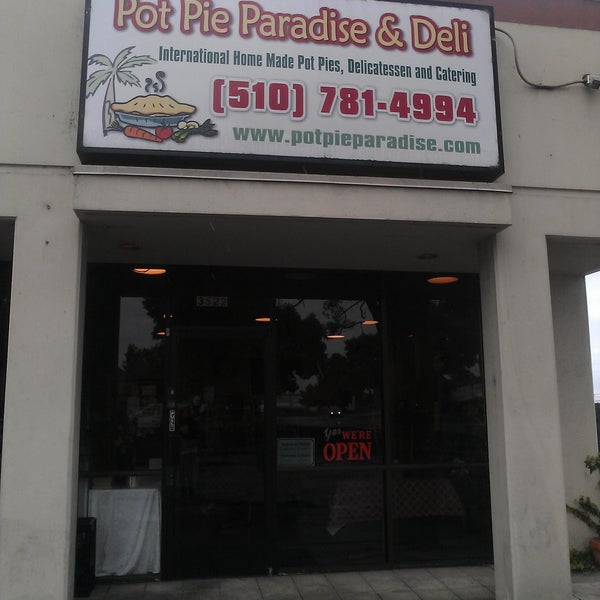 Pot Pie Paradise & Deli
International Home Made Pot Pies, Delicatessen and Catering
(510) 781-4994
www.potpieparadise.com
3522
Yes WE'RE
OPEN